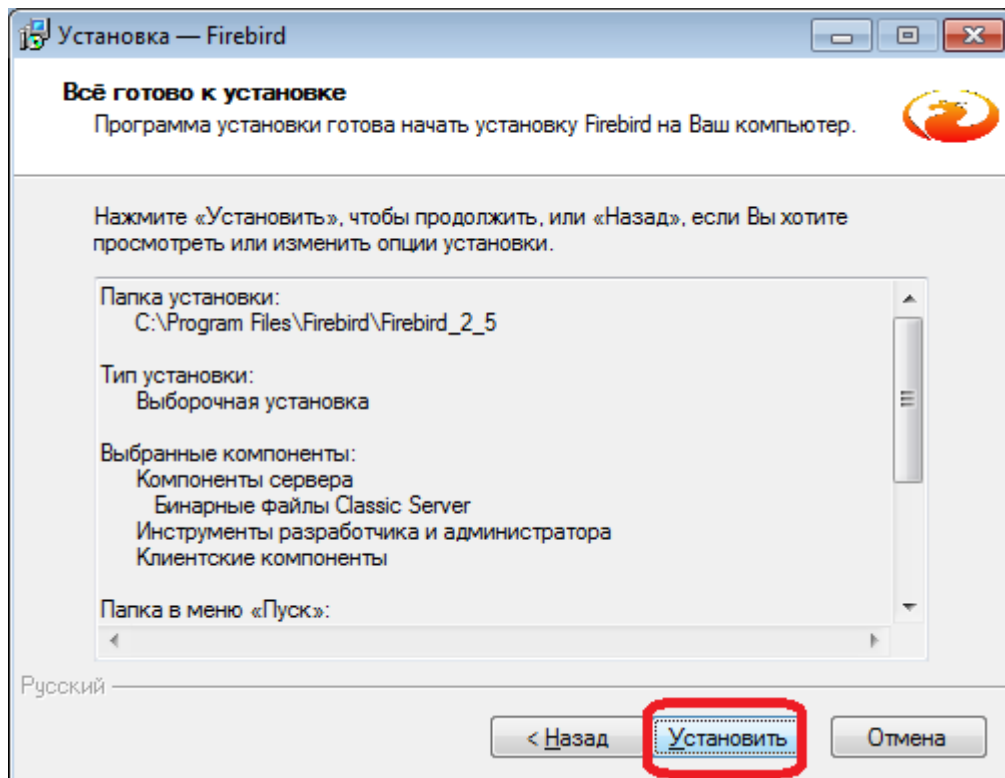 Установка — Firebird
Всё готово к установке
Программа установки готова начать установку Firebird на Ваш компьютер.
Нажмите «Установить», чтобы продолжить, или «Назад», если Вы хотите
просмотреть или изменить опции установки.
Папка установки:
C:\Program Files\Firebird\Firebird_2_5
Тип установки:
Выборочная установка
Выбранные компоненты:
Компоненты сервера
Бинарные файлы Classic Server
Инструменты разработчика и администратора
Клиентские компоненты
Папка в меню «Пуск»:
Русский
< Назад
Установить
Отмена